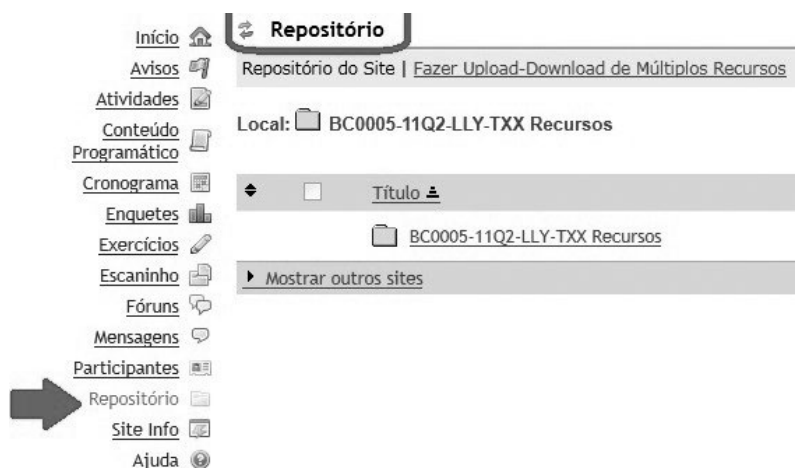 Início
Avisos
Atividades
Conteúdo
Programático
Cronograma
Enquetes
Exercícios
Escaninho
Fóruns
Mensagens
Participantes
Repositório
Site Info
Ajuda
Repositório
Repositório do Site | Fazer Upload-Download de Múltiplos Recursos
Local: BC0005-11Q2-LLY-TXX Recursos
Título
BC0005-11Q2-LLY-TXX Recursos
Mostrar outros sites